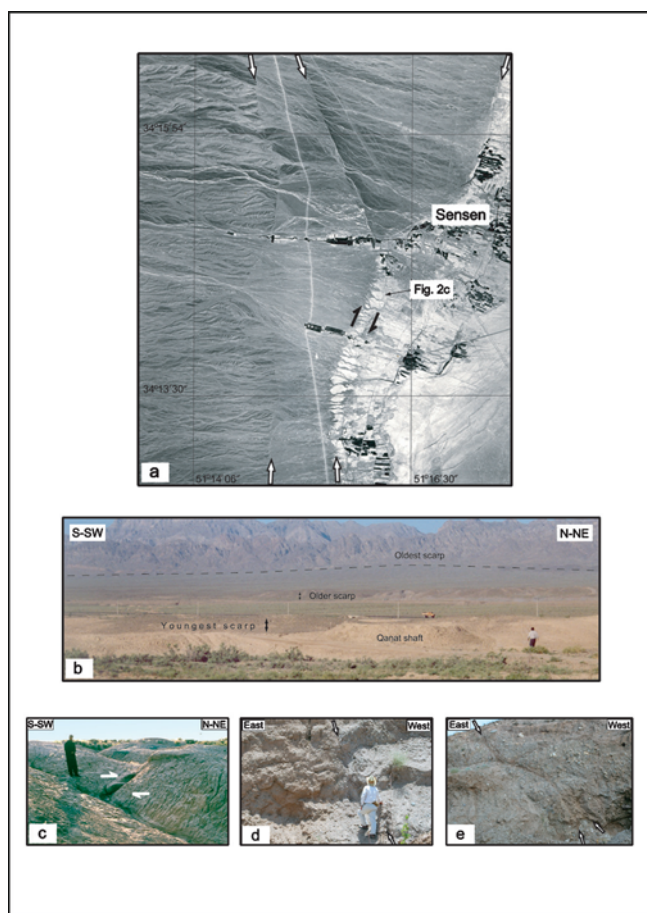 34°15'54"
Sensen
Fig. 2c
34°13'30"
a
51°14'06"
51°16'30"
S-SW
N-NE
Oldest scarp
Older scarp
Youngest scarp
Qanat shaft
b
S-SW
N-NE
c
East
West
d
East
West
e